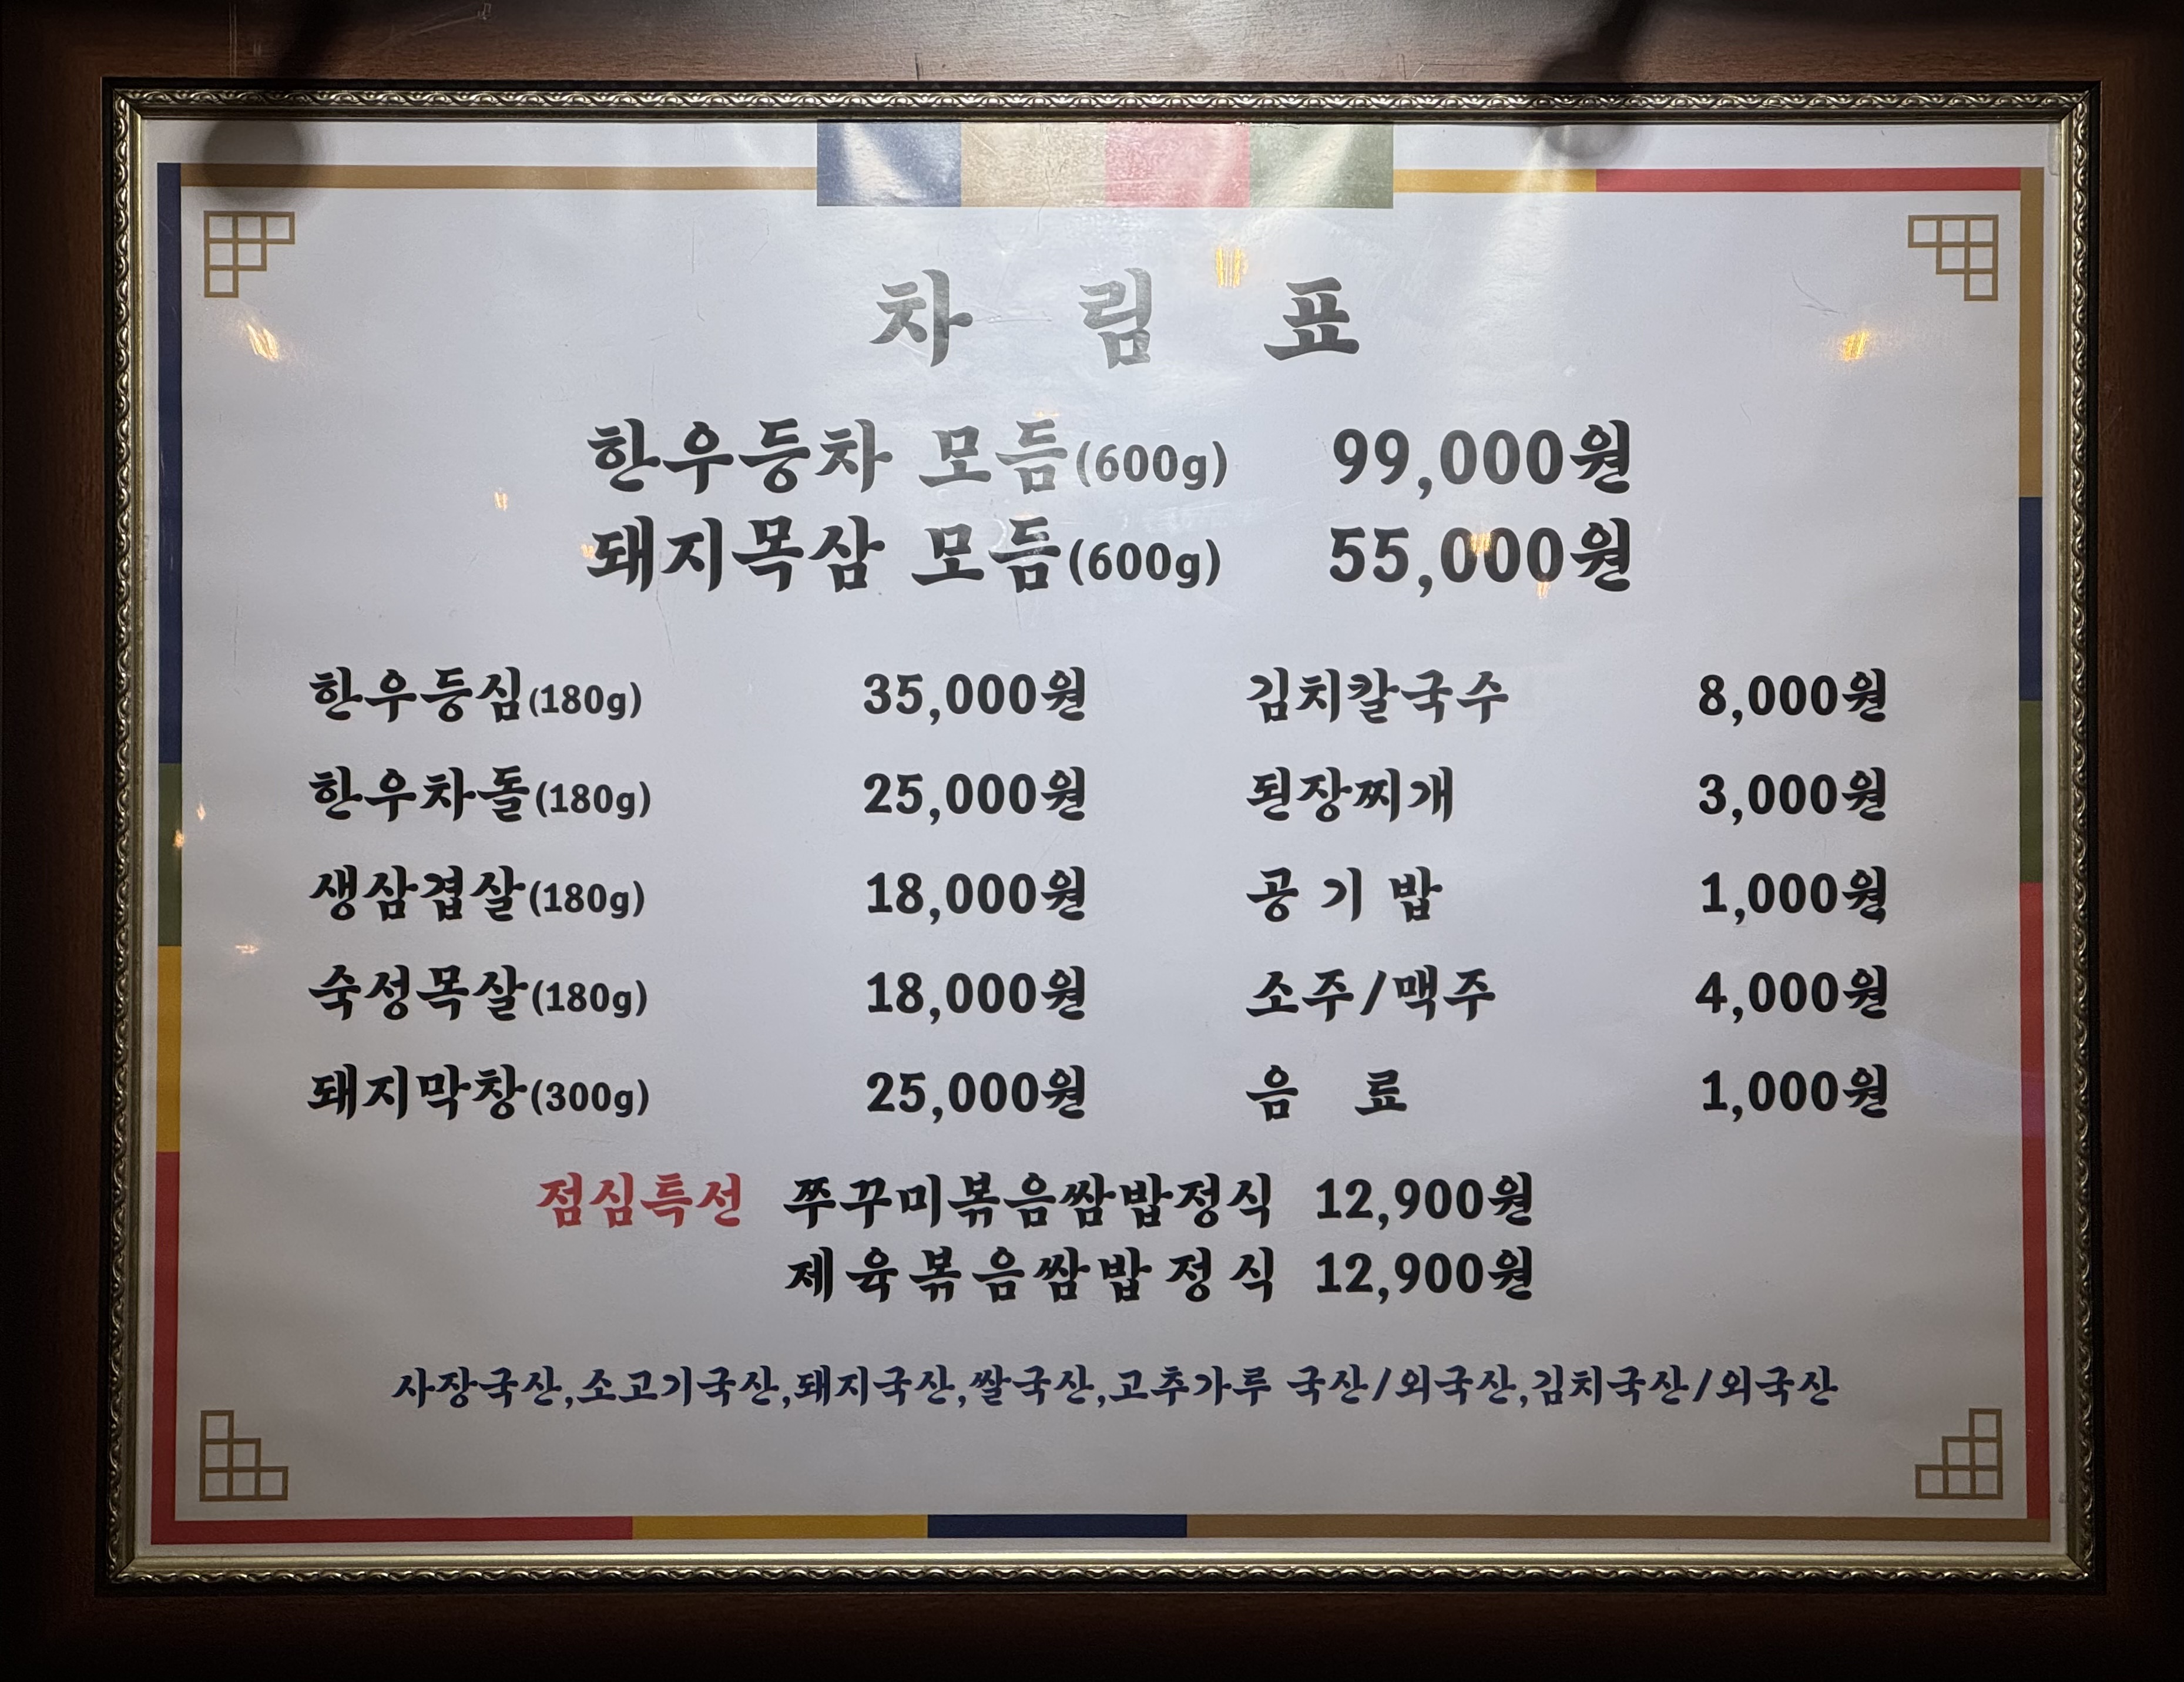 차 림 표
한우등차 모듬(600g) 99,000원
돼지목삼 모듬(600g) 55,000원
한우등심(180g) 35,000원
한우차돌(180g) 25,000원
생삼겹살(180g) 18,000원
숙성목살(180g) 18,000원
돼지막창(300g) 25,000원
김치칼국수 8,000원
된장찌개 3,000원
공 기 밥 1,000원
소주/맥주 4,000원
음 료 1,000원
점심특선 쭈꾸미볶음쌈밥정식 12,900원
제육볶음쌈밥정식 12,900원
사장국산,소고기국산,돼지국산,쌀국산,고추가루 국산/외국산,김치국산/외국산